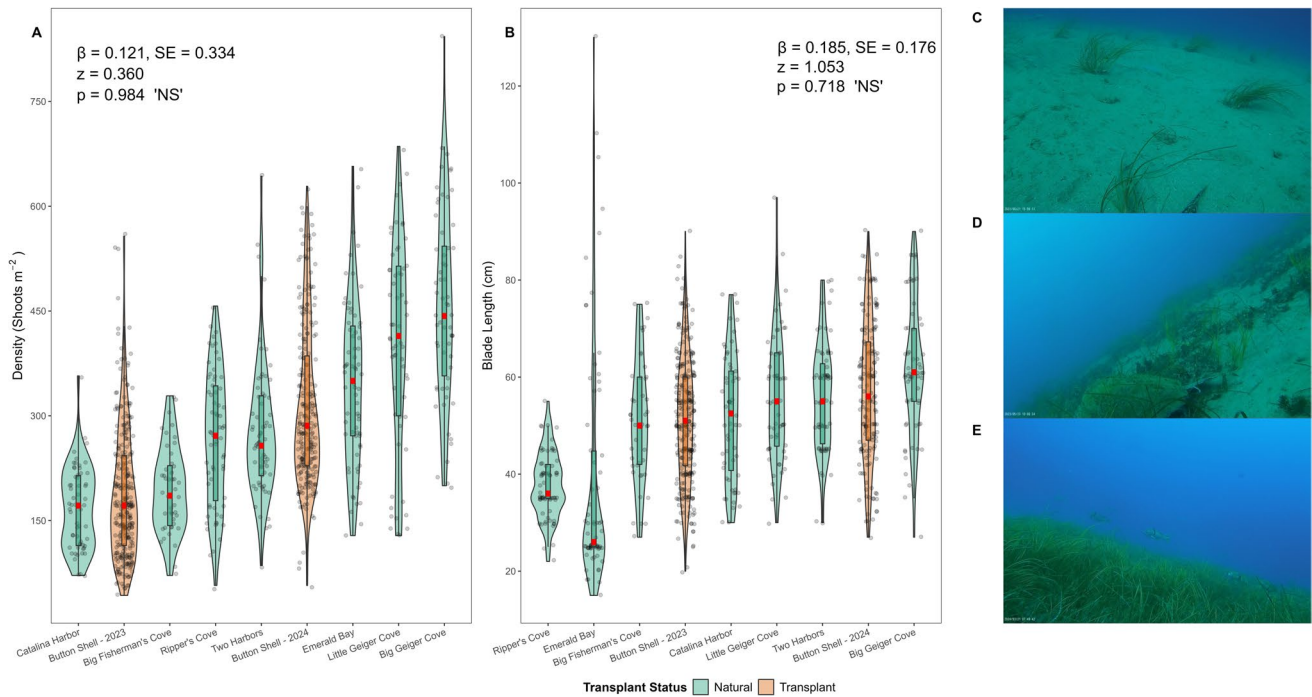 A
β = 0.121, SE = 0.334
z = 0.360
p = 0.984 'NS'
Density (Shoots m⁻²)
750
600
450
300
150
Catalina Harbor
Button Shell - 2023
Big Fisherman's Cove
Ripper's Cove
Two Harbors
Button Shell - 2024
Emerald Bay
Little Geiger Cove
Big Geiger Cove
B
β = 0.185, SE = 0.176
z = 1.053
p = 0.718 'NS'
Blade Length (cm)
120
100
80
60
40
20
Ripper's Cove
Emerald Bay
Big Fisherman's Cove
Button Shell - 2023
Catalina Harbor
Little Geiger Cove
Two Harbors
Button Shell - 2024
Big Geiger Cove
Transplant Status Natural Transplant
C
D
E